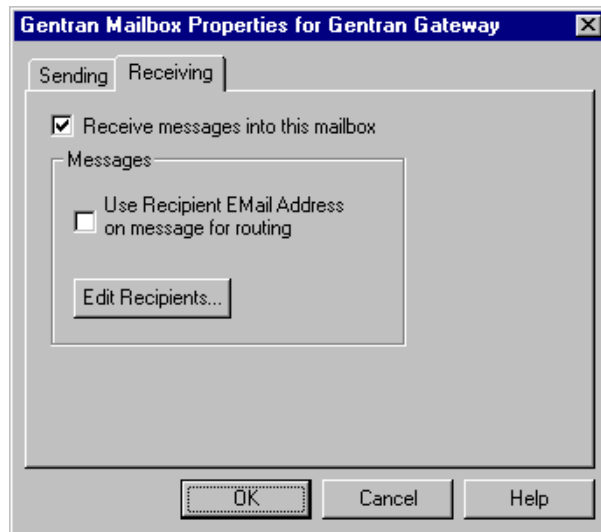 Gentran Mailbox Properties for Gentran Gateway
Sending Receiving
Receive messages into this mailbox
Messages
Use Recipient EMail Address
on message for routing
Edit Recipients...
OK Cancel Help